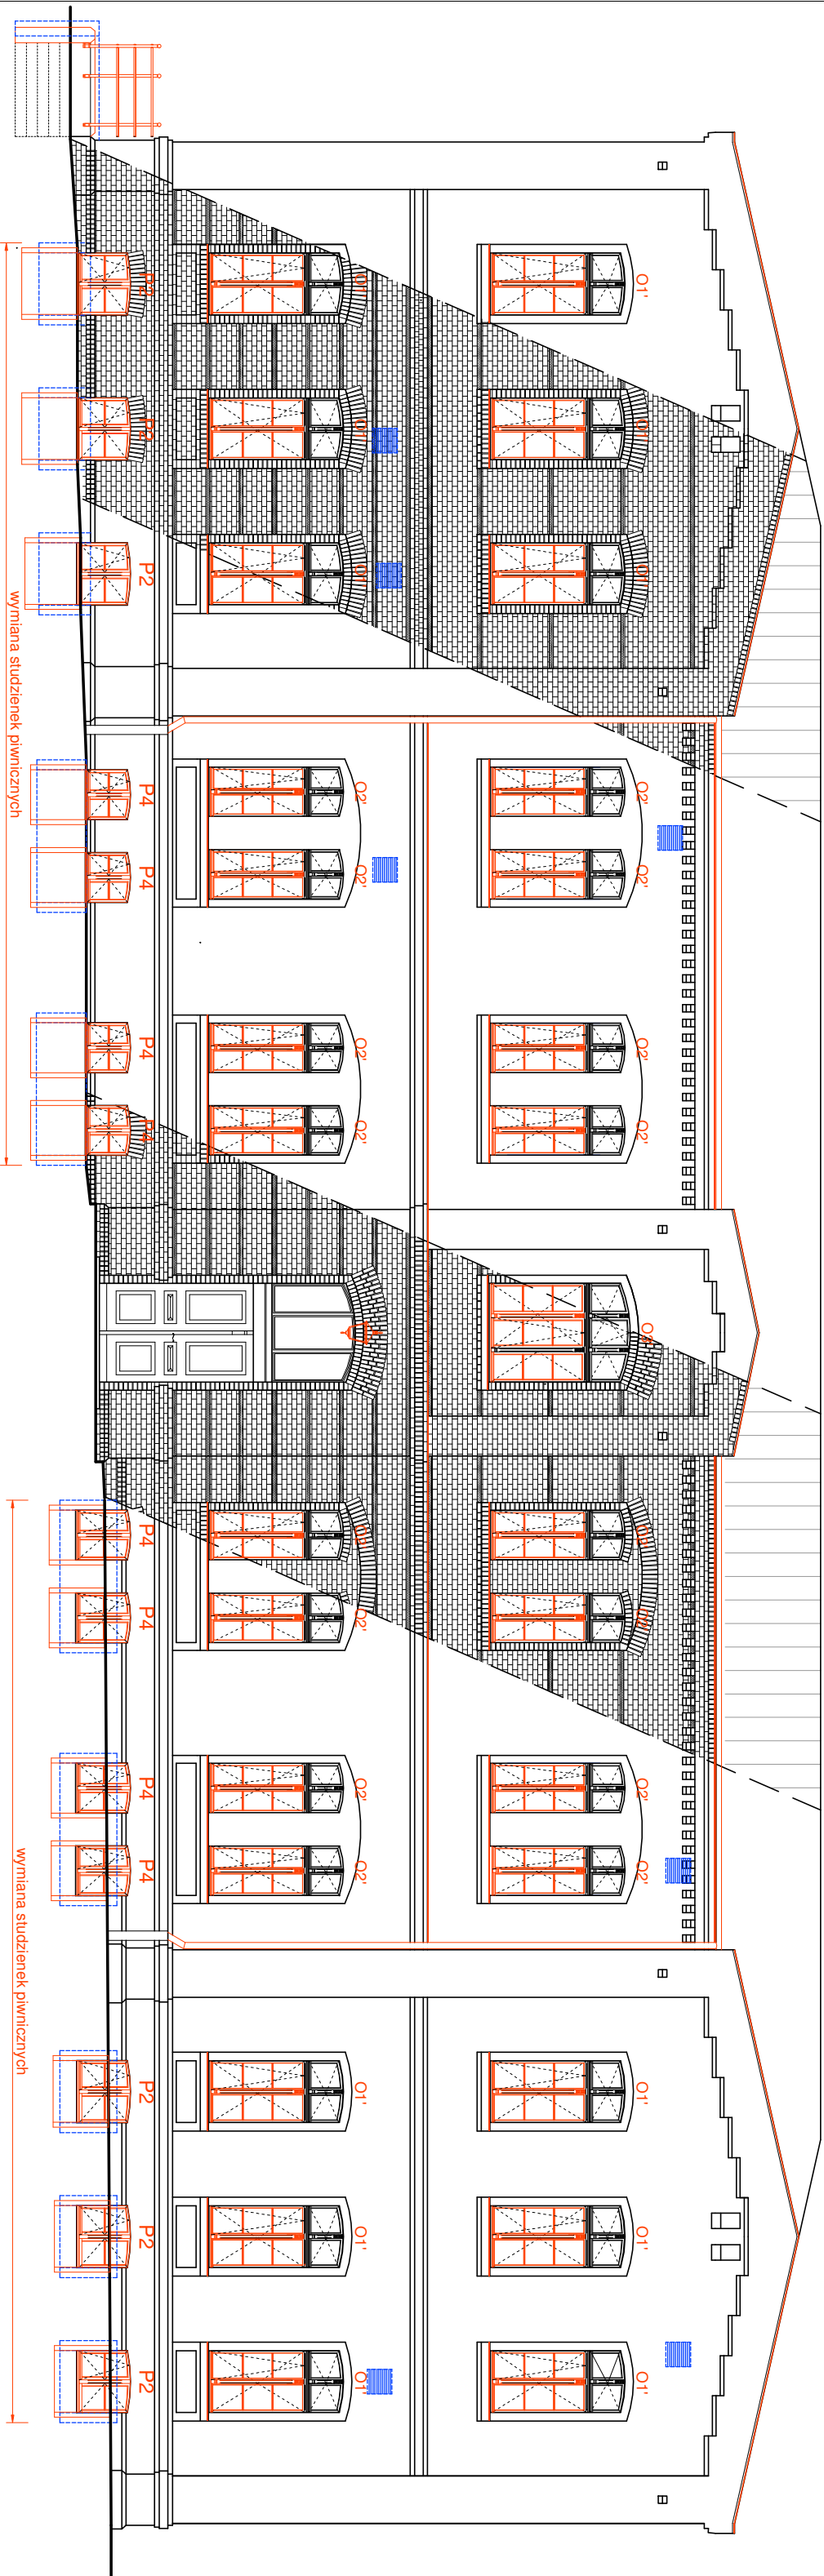 O1' O1' O1' O2' O2' O2' O2' O2' O2' O1' O1' O1'
O1' O1' O1' O2' O2' O2' O2' O2' O2' O2' O1' O1' O1'
P2 P2 P2 P4 P4 P4 P4 P4 P4 P4 P4 P2 P2 P2
wymiana studzienek piwnicznych
wymiana studzienek piwnicznych